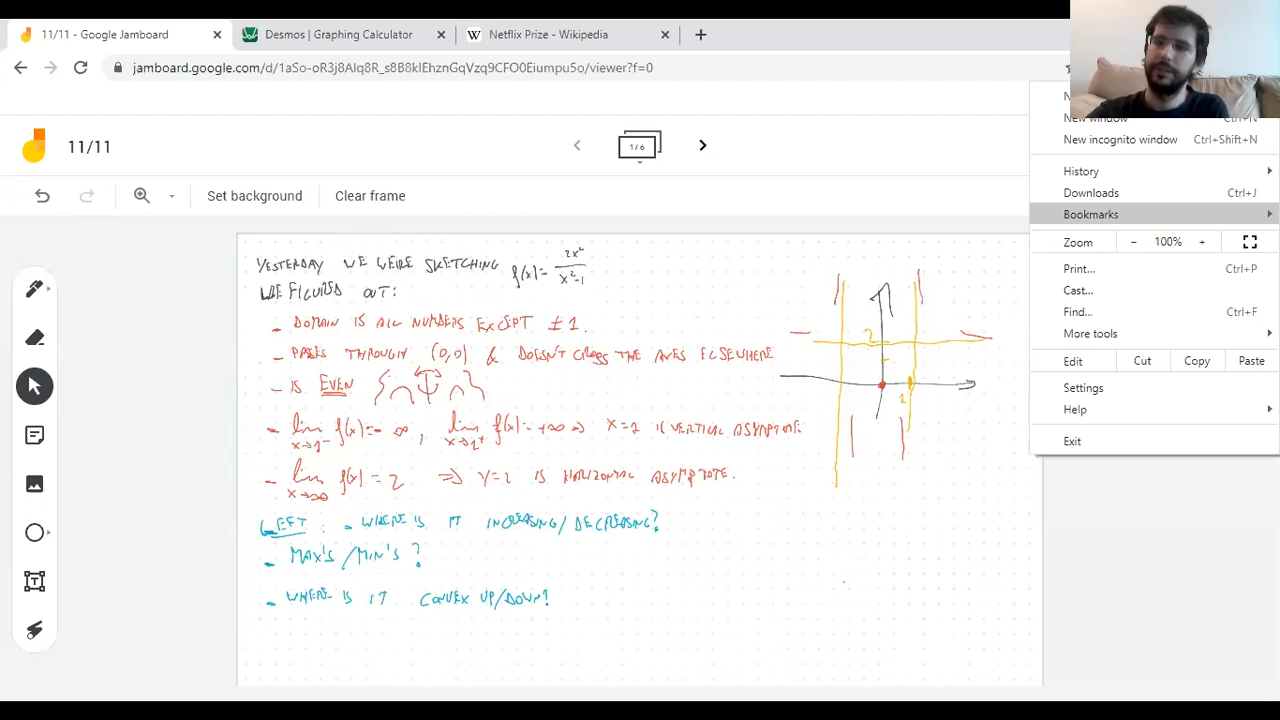 11/11 - Google Jamboard
Desmos | Graphing Calculator
Netflix Prize - Wikipedia
jamboard.google.com/d/1aSo-oR3j8Alq8R_s8B8klEhznGqVzq9CFO0Eiumpu5o/viewer?f=0
11/11
1/6
Set background
Clear frame
New window Ctrl+N
New incognito window Ctrl+Shift+N
History
Downloads Ctrl+J
Bookmarks
Zoom - 100% +
Print... Ctrl+P
Cast...
Find... Ctrl+F
More tools
Edit Cut Copy Paste
Settings
Help
Exit
YESTERDAY WE WERE SKETCHING f(x)= 2x²/x²-1
WE FIGURED OUT:
- DOMAIN IS ALL NUMBERS EXCEPT ±1.
- PASSES THROUGH (0,0) & DOESN'T CROSS THE AXES ELSEWHERE
- IS EVEN
- lim x→1- f(x)=-∞, lim x→1+ f(x)=+∞ ⇒ X=1 IS VERTICAL ASYMPTOTE
- lim x→∞ f(x)=2 ⇒ Y=2 IS HORIZONTAL ASYMPTOTE.
LEFT: - WHERE IS IT INCREASING/DECREASING?
- MAX'S/MIN'S?
- WHERE IS IT CONVEX UP/DOWN?
2
1